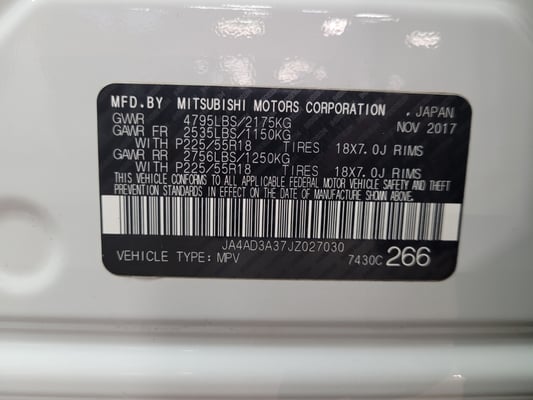 MFD.BY MITSUBISHI MOTORS CORPORATION . JAPAN
GVWR 4795LBS/2175KG NOV 2017
GAWR FR 2535LBS/1150KG
WITH P225/55R18 TIRES 18X7.0J RIMS
GAWR RR 2756LBS/1250KG
WITH P225/55R18 TIRES 18X7.0J RIMS
THIS VEHICLE CONFORMS TO ALL APPLICABLE FEDERAL MOTOR VEHICLE SAFETY AND THEFT
PREVENTION STANDARDS IN EFFECT ON THE DATE OF MANUFACTURE SHOWN ABOVE.
JA4AD3A37JZ027030
VEHICLE TYPE: MPV 7430C 266